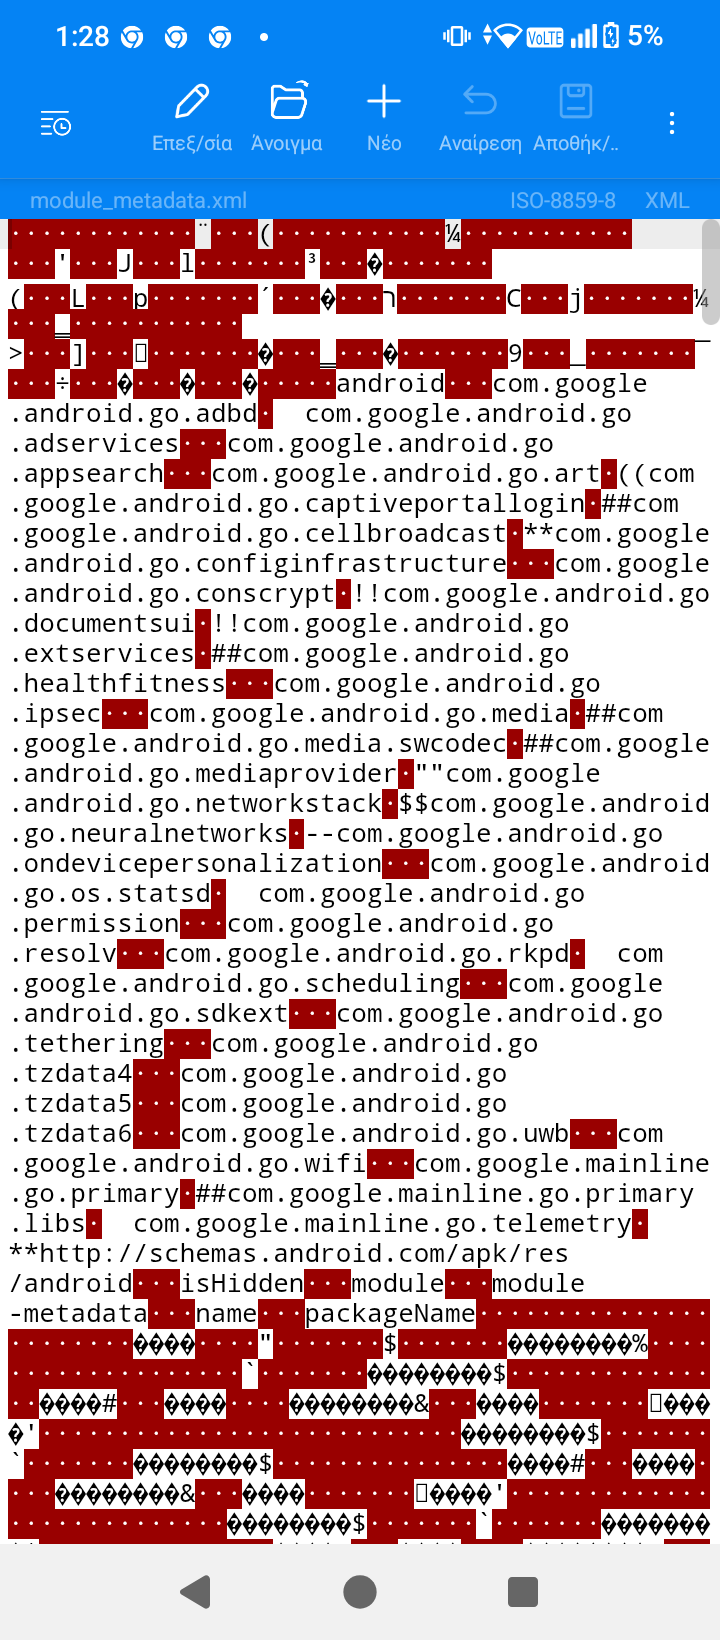 1:28
VoLTE
5%
Επεξ/σία Άνοιγμα Νέο Αναίρεση Αποθήκ/..
module_metadata.xml ISO-8859-8 XML
¨ ( ¼
' J l ³ �
( L p ´ � ר C j ¼
‗
> ] � ‗ � 9 _
÷ � � � android com.google
.android.go.adbd com.google.android.go
.adservices com.google.android.go
.appsearch com.google.android.go.art ((com
.google.android.go.captiveportallogin ##com
.google.android.go.cellbroadcast **com.google
.android.go.configinfrastructure com.google
.android.go.conscrypt !!com.google.android.go
.documentsui !!com.google.android.go
.extservices ##com.google.android.go
.healthfitness com.google.android.go
.ipsec com.google.android.go.media ##com
.google.android.go.media.swcodec ##com.google
.android.go.mediaprovider ""com.google
.android.go.networkstack $$com.google.android
.go.neuralnetworks --com.google.android.go
.ondevicepersonalization com.google.android
.go.os.statsd com.google.android.go
.permission com.google.android.go
.resolv com.google.android.go.rkpd com
.google.android.go.scheduling com.google
.android.go.sdkext com.google.android.go
.tethering com.google.android.go
.tzdata4 com.google.android.go
.tzdata5 com.google.android.go
.tzdata6 com.google.android.go.uwb com
.google.android.go.wifi com.google.mainline
.go.primary ##com.google.mainline.go.primary
.libs com.google.mainline.go.telemetry
**http://schemas.android.com/apk/res
/android isHidden module module
-metadata name packageName
���� " $ ��������%
` ��������$
����# ���� ��������& ���� ���
�' ��������$
` ��������$ ����# ����
��������& ���� ����'
��������$ ` �������